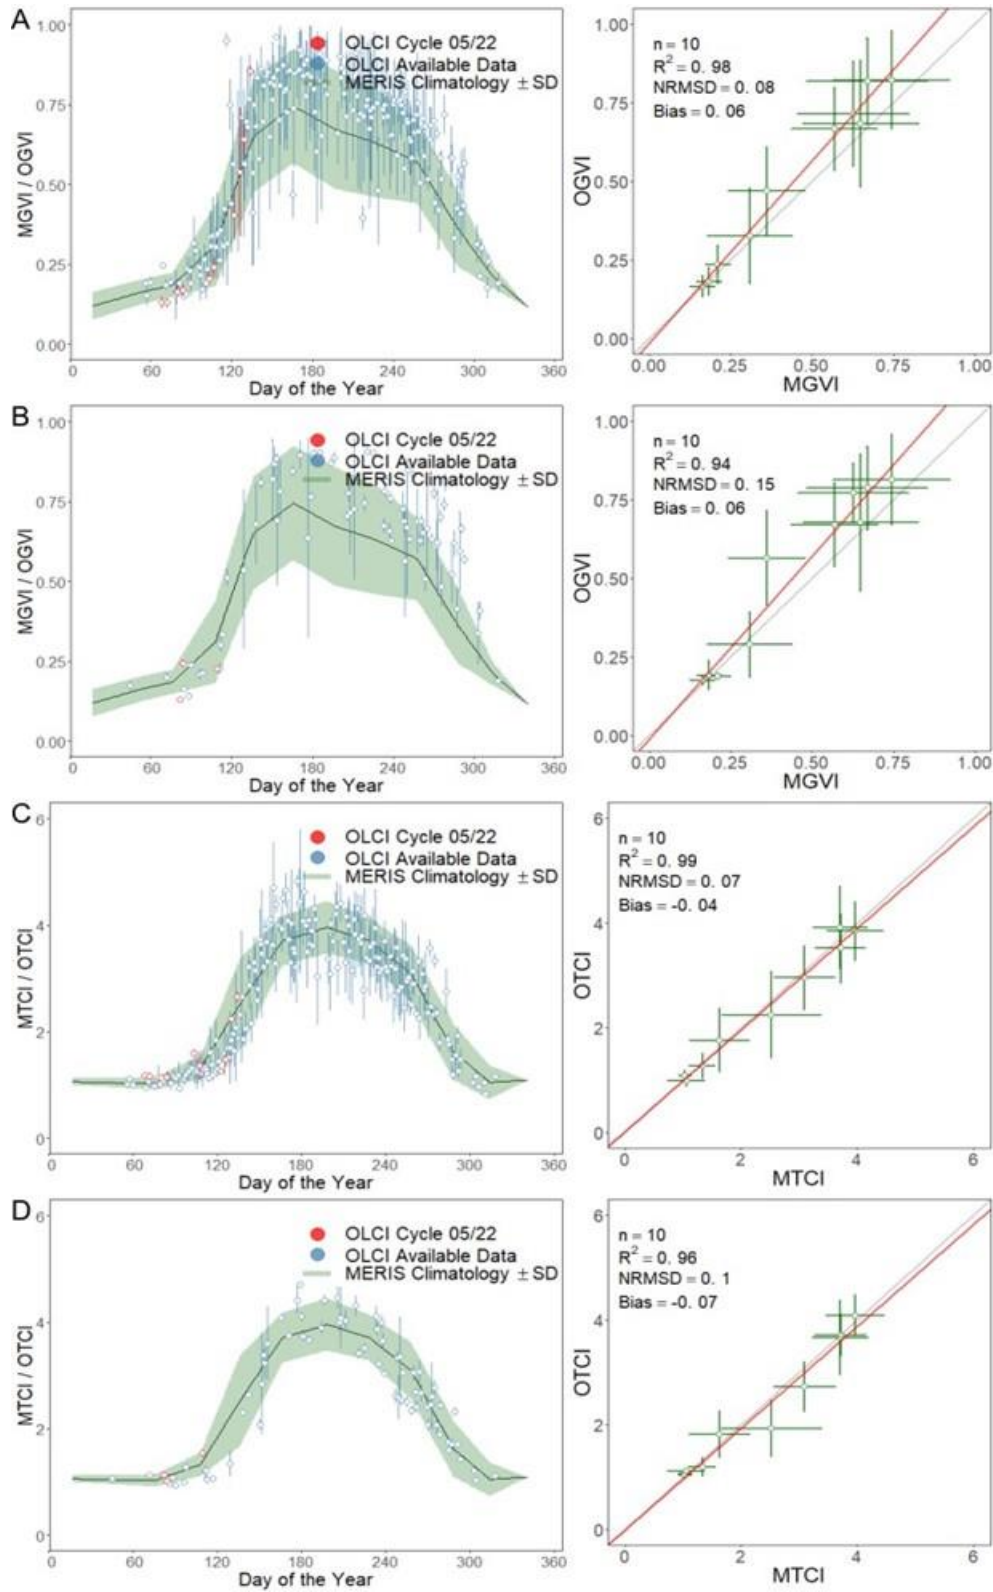 A
1.00
0.75
0.50
0.25
0.00
MGVI / OGVI
OLCI Cycle 05/22
OLCI Available Data
MERIS Climatology ± SD
0 60 120 180 240 300 360
Day of the Year
1.00
0.75
0.50
0.25
0.00
OGVI
n = 10
R² = 0. 98
NRMSD = 0. 08
Bias = 0. 06
0.00 0.25 0.50 0.75 1.00
MGVI
B
1.00
0.75
0.50
0.25
0.00
MGVI / OGVI
OLCI Cycle 05/22
OLCI Available Data
MERIS Climatology ± SD
0 60 120 180 240 300 360
Day of the Year
1.00
0.75
0.50
0.25
0.00
OGVI
n = 10
R² = 0. 94
NRMSD = 0. 15
Bias = 0. 06
0.00 0.25 0.50 0.75 1.00
MGVI
C
6
4
2
0
MTCI / OTCI
OLCI Cycle 05/22
OLCI Available Data
MERIS Climatology ± SD
0 60 120 180 240 300 360
Day of the Year
6
4
2
0
OTCI
n = 10
R² = 0. 99
NRMSD = 0. 07
Bias = -0. 04
0 2 4 6
MTCI
D
6
4
2
0
MTCI / OTCI
OLCI Cycle 05/22
OLCI Available Data
MERIS Climatology ± SD
0 60 120 180 240 300 360
Day of the Year
6
4
2
0
OTCI
n = 10
R² = 0. 96
NRMSD = 0. 1
Bias = -0. 07
0 2 4 6
MTCI